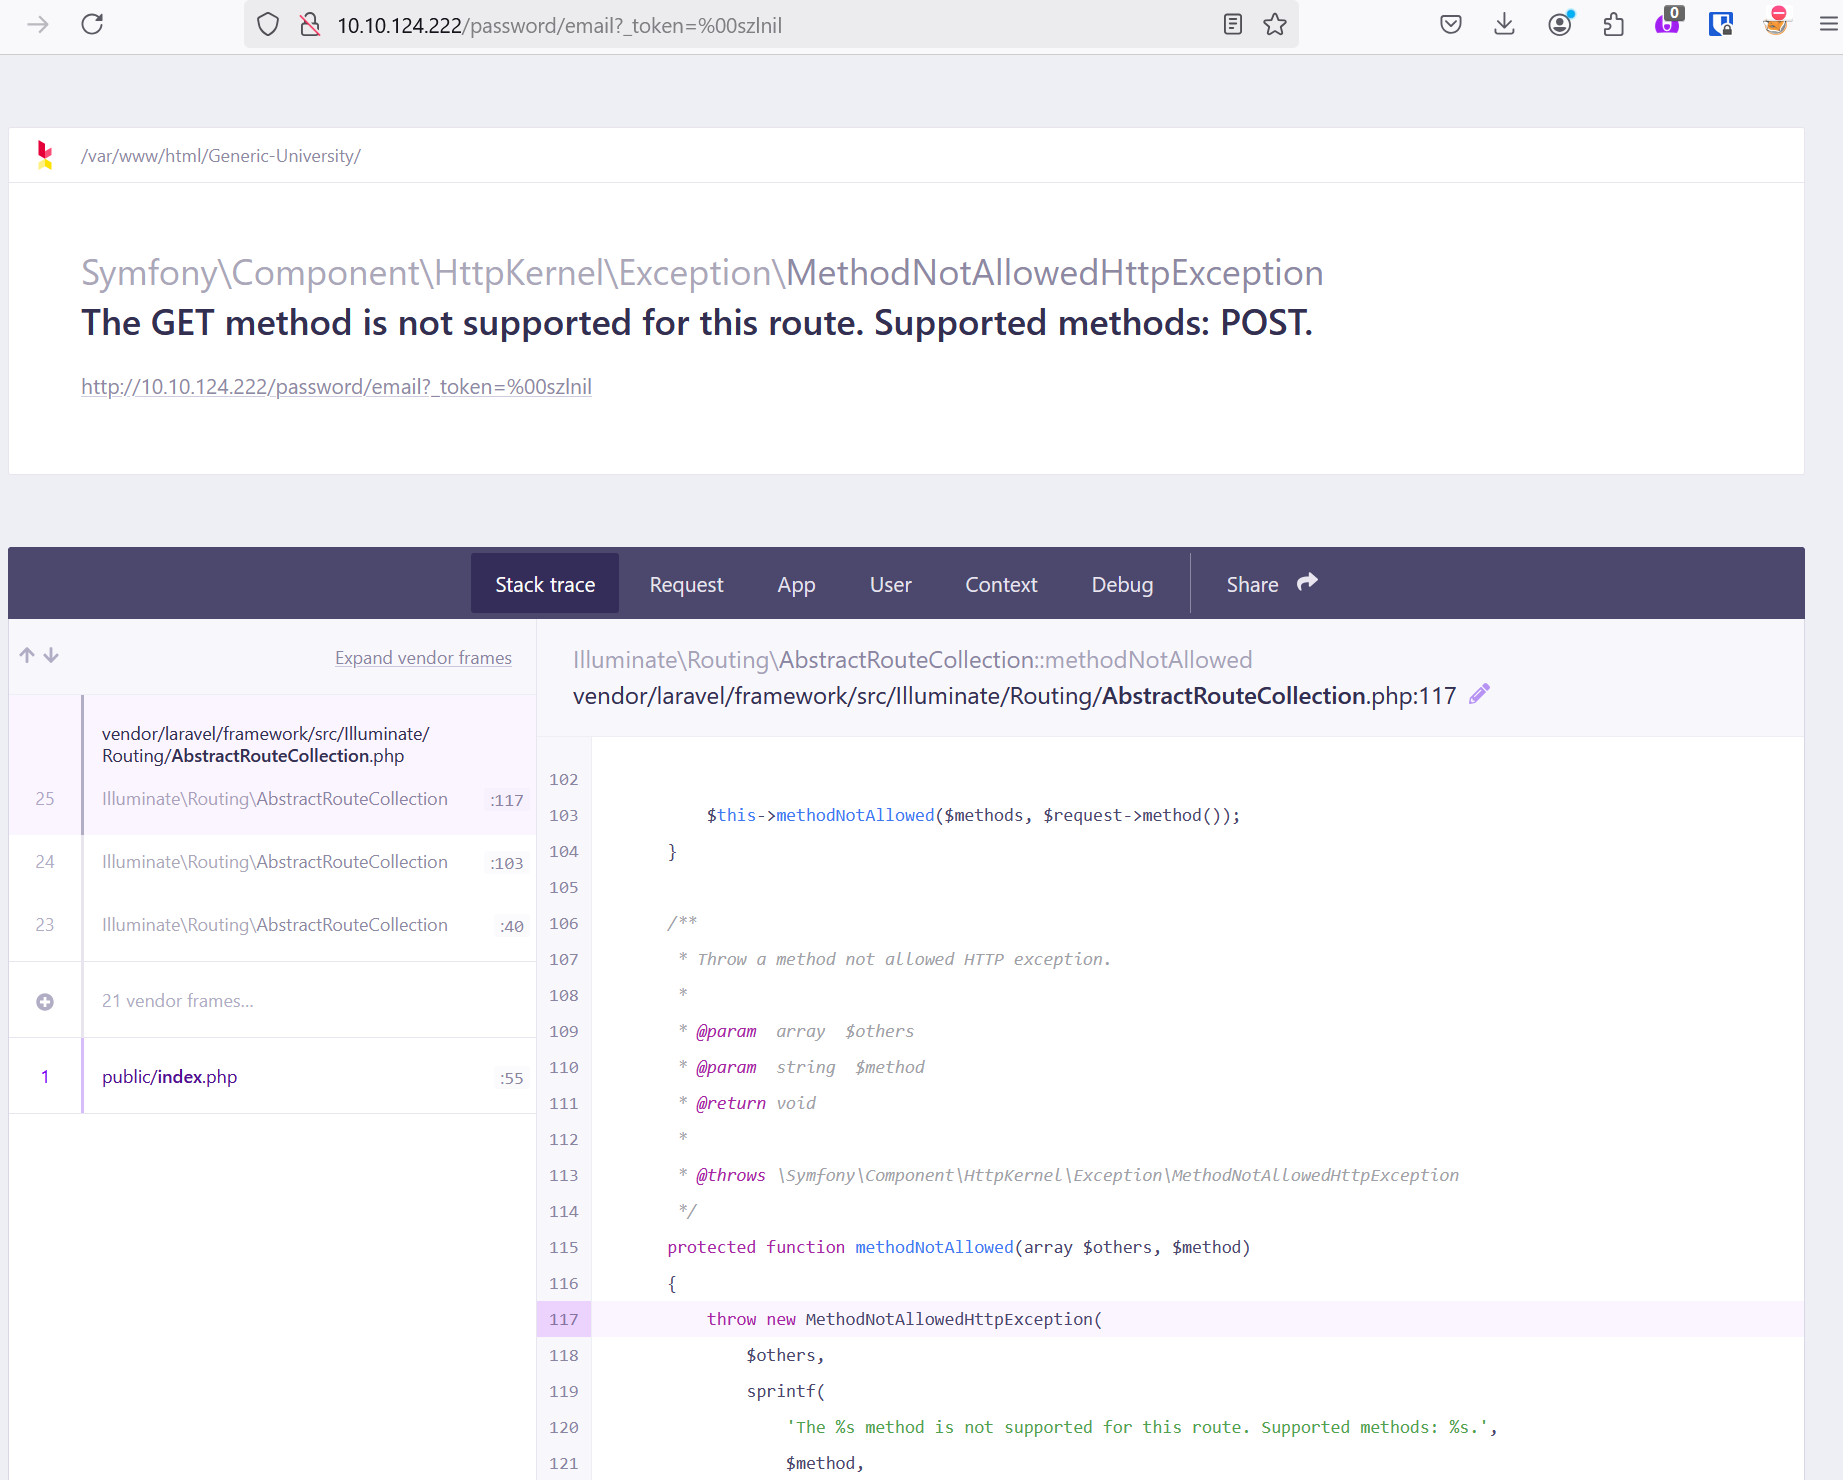 10.10.124.222/password/email?_token=%00szlnil
0
/var/www/html/Generic-University/
Symfony\Component\HttpKernel\Exception\MethodNotAllowedHttpException
The GET method is not supported for this route. Supported methods: POST.
http://10.10.124.222/password/email?_token=%00szlnil
Stack trace Request App User Context Debug Share
Expand vendor frames
vendor/laravel/framework/src/Illuminate/
Routing/AbstractRouteCollection.php
25 Illuminate\Routing\AbstractRouteCollection :117
24 Illuminate\Routing\AbstractRouteCollection :103
23 Illuminate\Routing\AbstractRouteCollection :40
21 vendor frames...
1 public/index.php :55
Illuminate\Routing\AbstractRouteCollection::methodNotAllowed
vendor/laravel/framework/src/Illuminate/Routing/AbstractRouteCollection.php:117
102
103 $this->methodNotAllowed($methods, $request->method());
104 }
105
106 /**
107 * Throw a method not allowed HTTP exception.
108 *
109 * @param array $others
110 * @param string $method
111 * @return void
112 *
113 * @throws \Symfony\Component\HttpKernel\Exception\MethodNotAllowedHttpException
114 */
115 protected function methodNotAllowed(array $others, $method)
116 {
117 throw new MethodNotAllowedHttpException(
118 $others,
119 sprintf(
120 'The %s method is not supported for this route. Supported methods: %s.',
121 $method,